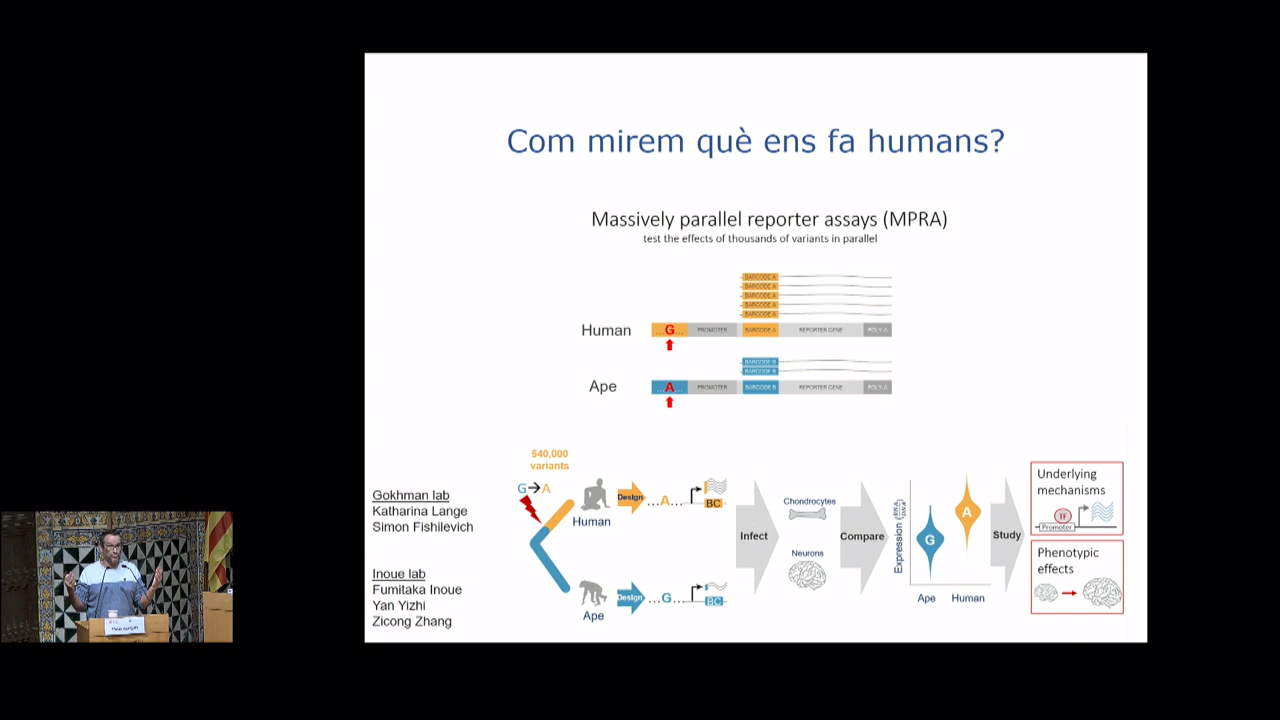 Com mirem què ens fa humans?
Massively parallel reporter assays (MPRA)
test the effects of thousands of variants in parallel
BARCODE A
BARCODE A
BARCODE A
BARCODE A
BARCODE A
Human
...G... PROMOTER BARCODE A REPORTER GENE POLY A
BARCODE B
BARCODE B
Ape
...A... PROMOTER BARCODE B REPORTER GENE POLY A
540,000
variants
G→A
Gokhman lab
Katharina Lange
Simon Fishilevich
Inoue lab
Fumitaka Inoue
Yan Yizhi
Zicong Zhang
Human
Design
...A...
BC
Ape
Design
...G...
BC
Infect
Chondrocytes
Neurons
Compare
Expression
G
A
Ape Human
Study
Underlying
mechanisms
TF
Promoter
Phenotypic
effects